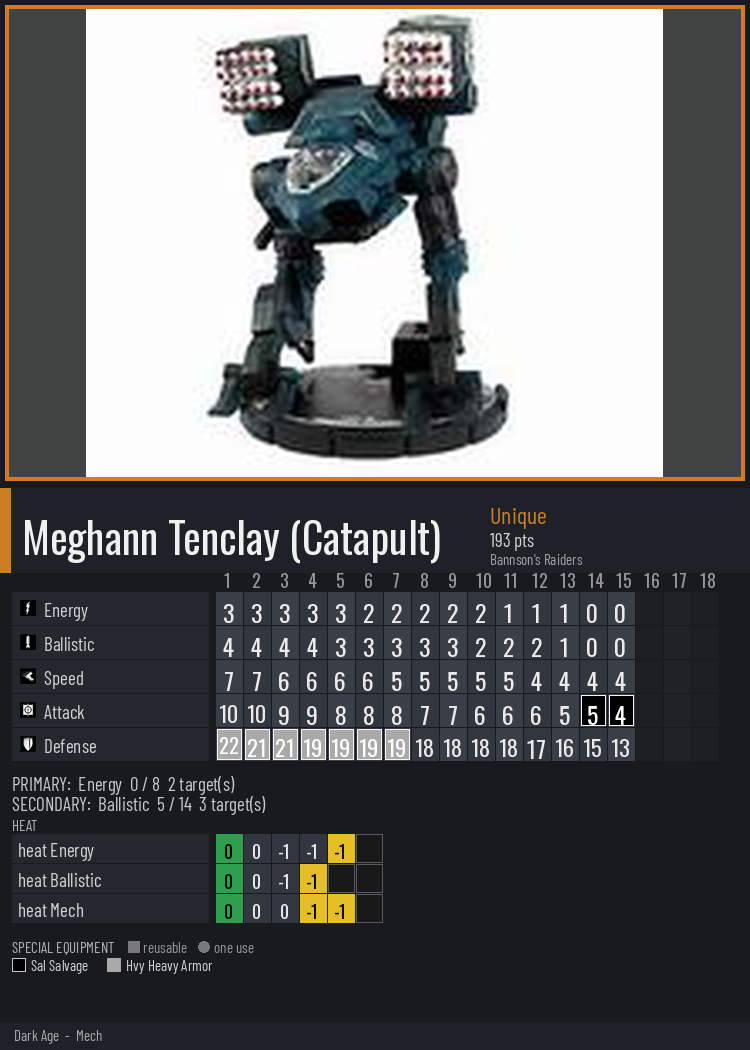 Meghann Tenclay (Catapult)
Unique
193 pts
Bannson's Raiders
1 2 3 4 5 6 7 8 9 10 11 12 13 14 15 16 17 18
Energy 3 3 3 3 3 2 2 2 2 2 1 1 1 0 0
Ballistic 4 4 4 4 3 3 3 3 3 2 2 2 1 0 0
Speed 7 7 6 6 6 6 5 5 5 5 5 4 4 4 4
Attack 10 10 9 9 8 8 8 7 7 6 6 6 5 5 4
Defense 22 21 21 19 19 19 19 18 18 18 18 17 16 15 13
PRIMARY: Energy 0 / 8 2 target(s)
SECONDARY: Ballistic 5 / 14 3 target(s)
HEAT
heat Energy 0 0 -1 -1 -1
heat Ballistic 0 0 -1 -1
heat Mech 0 0 0 -1 -1
SPECIAL EQUIPMENT reusable one use
Sal Salvage Hvy Heavy Armor
Dark Age - Mech